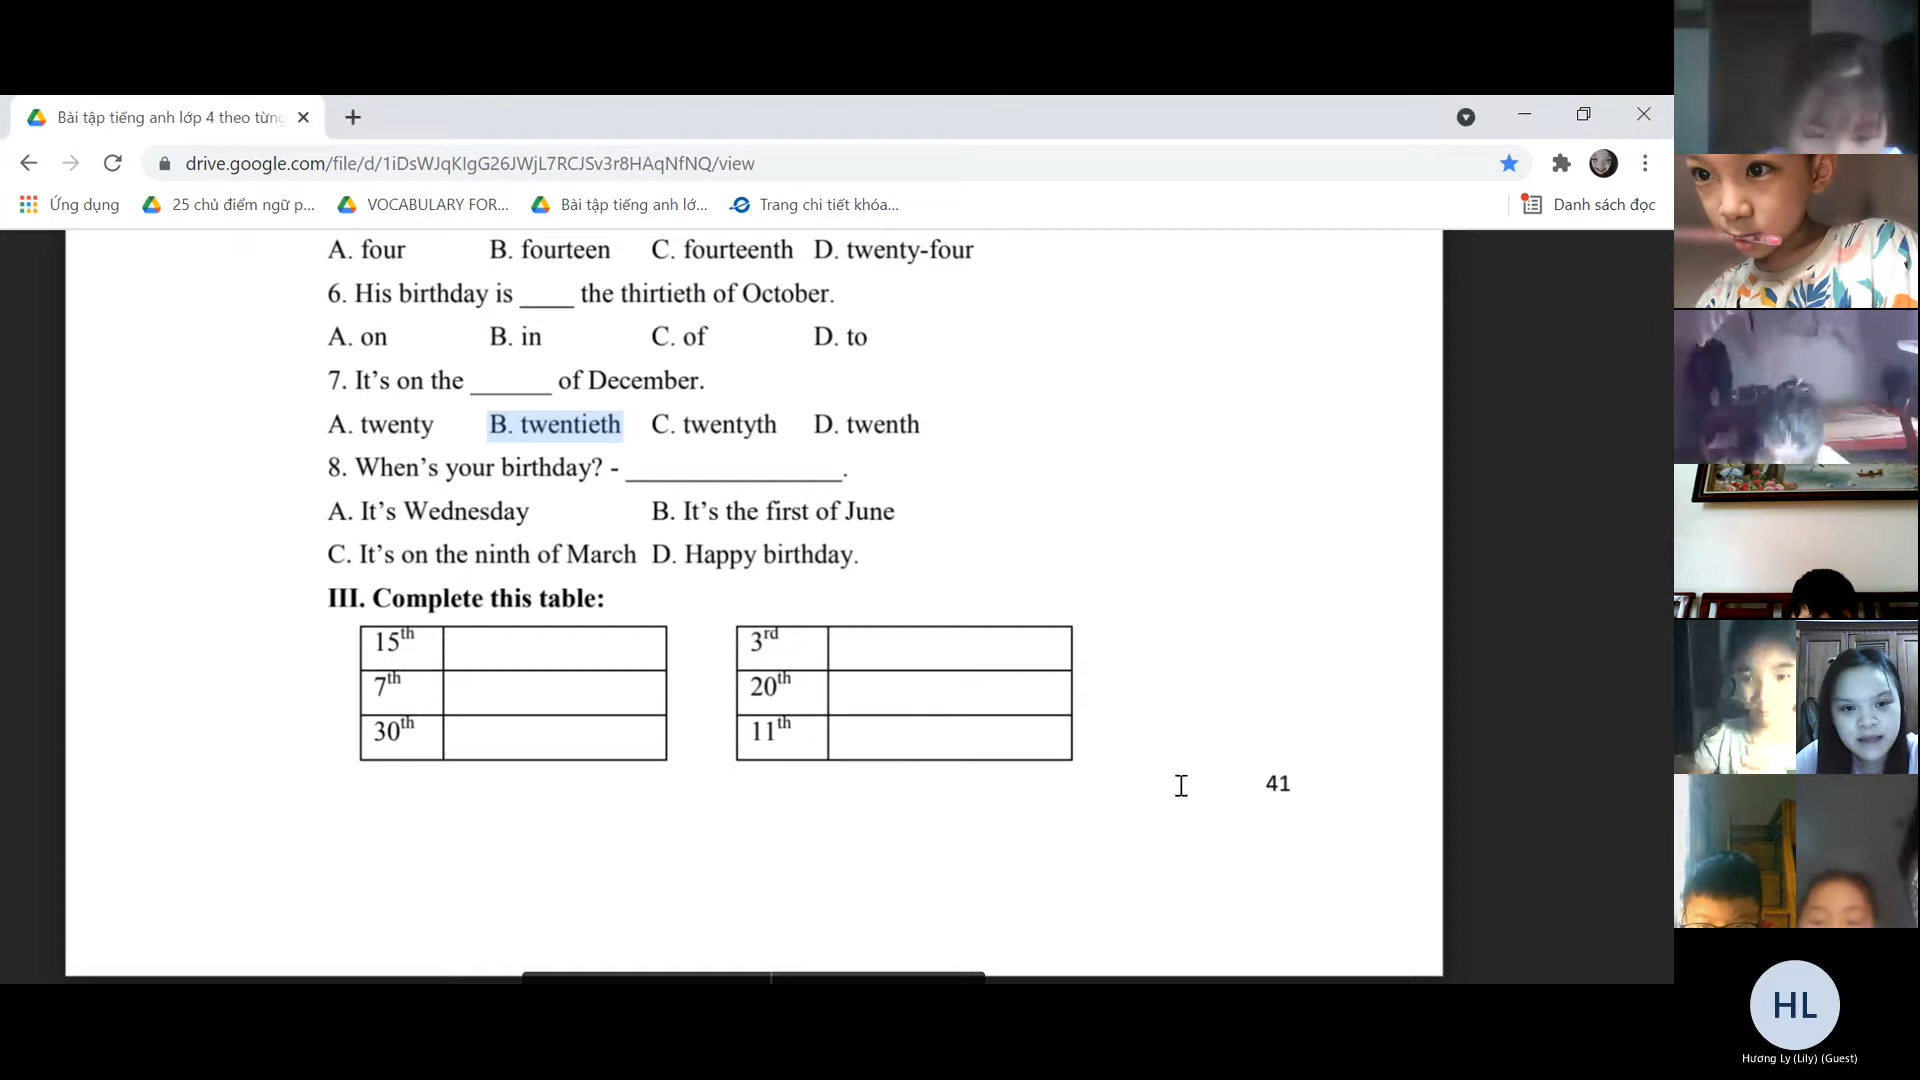 Bài tập tiếng anh lớp 4 theo từng
drive.google.com/file/d/1iDsWJqKIgG26JWjL7RCJSv3r8HAqNfNQ/view
Ứng dụng 25 chủ điểm ngữ p... VOCABULARY FOR... Bài tập tiếng anh lớ... Trang chi tiết khóa... Danh sách đọc
A. four B. fourteen C. fourteenth D. twenty-four
6. His birthday is ____ the thirtieth of October.
A. on B. in C. of D. to
7. It’s on the ______ of December.
A. twenty B. twentieth C. twentyth D. twenth
8. When’s your birthday? - ________________.
A. It’s Wednesday B. It’s the first of June
C. It’s on the ninth of March D. Happy birthday.
III. Complete this table:
15th 3rd
7th 20th
30th 11th
41
HL
Hương Ly (Lily) (Guest)